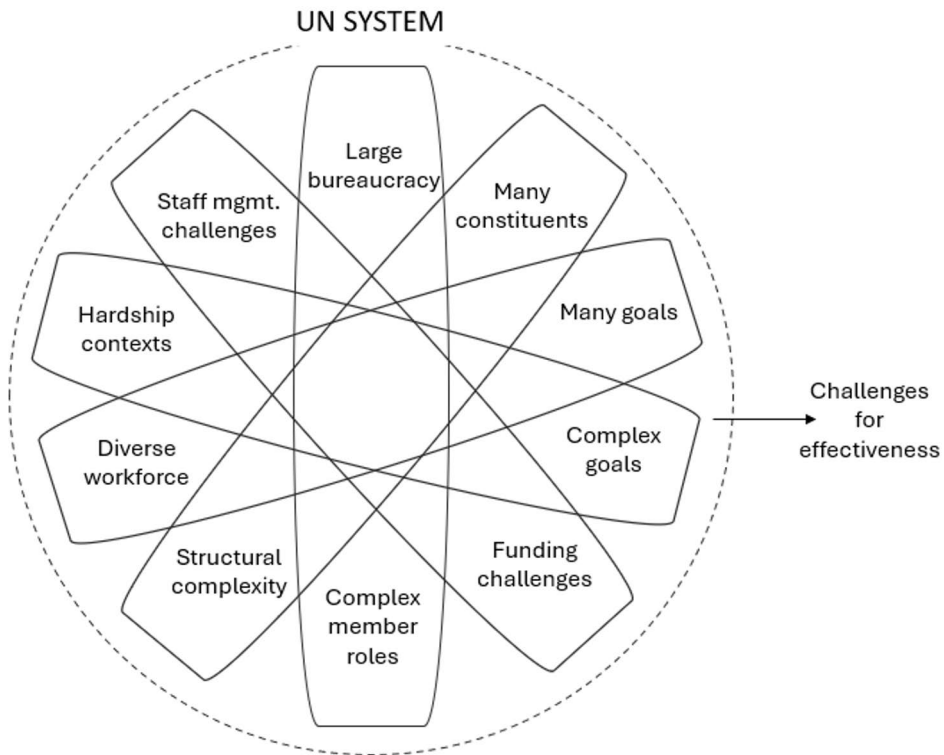 UN SYSTEM
Large
bureaucracy
Many
constituents
Many goals
Complex
goals
Funding
challenges
Complex
member
roles
Structural
complexity
Diverse
workforce
Hardship
contexts
Staff mgmt.
challenges
Challenges
for
effectiveness